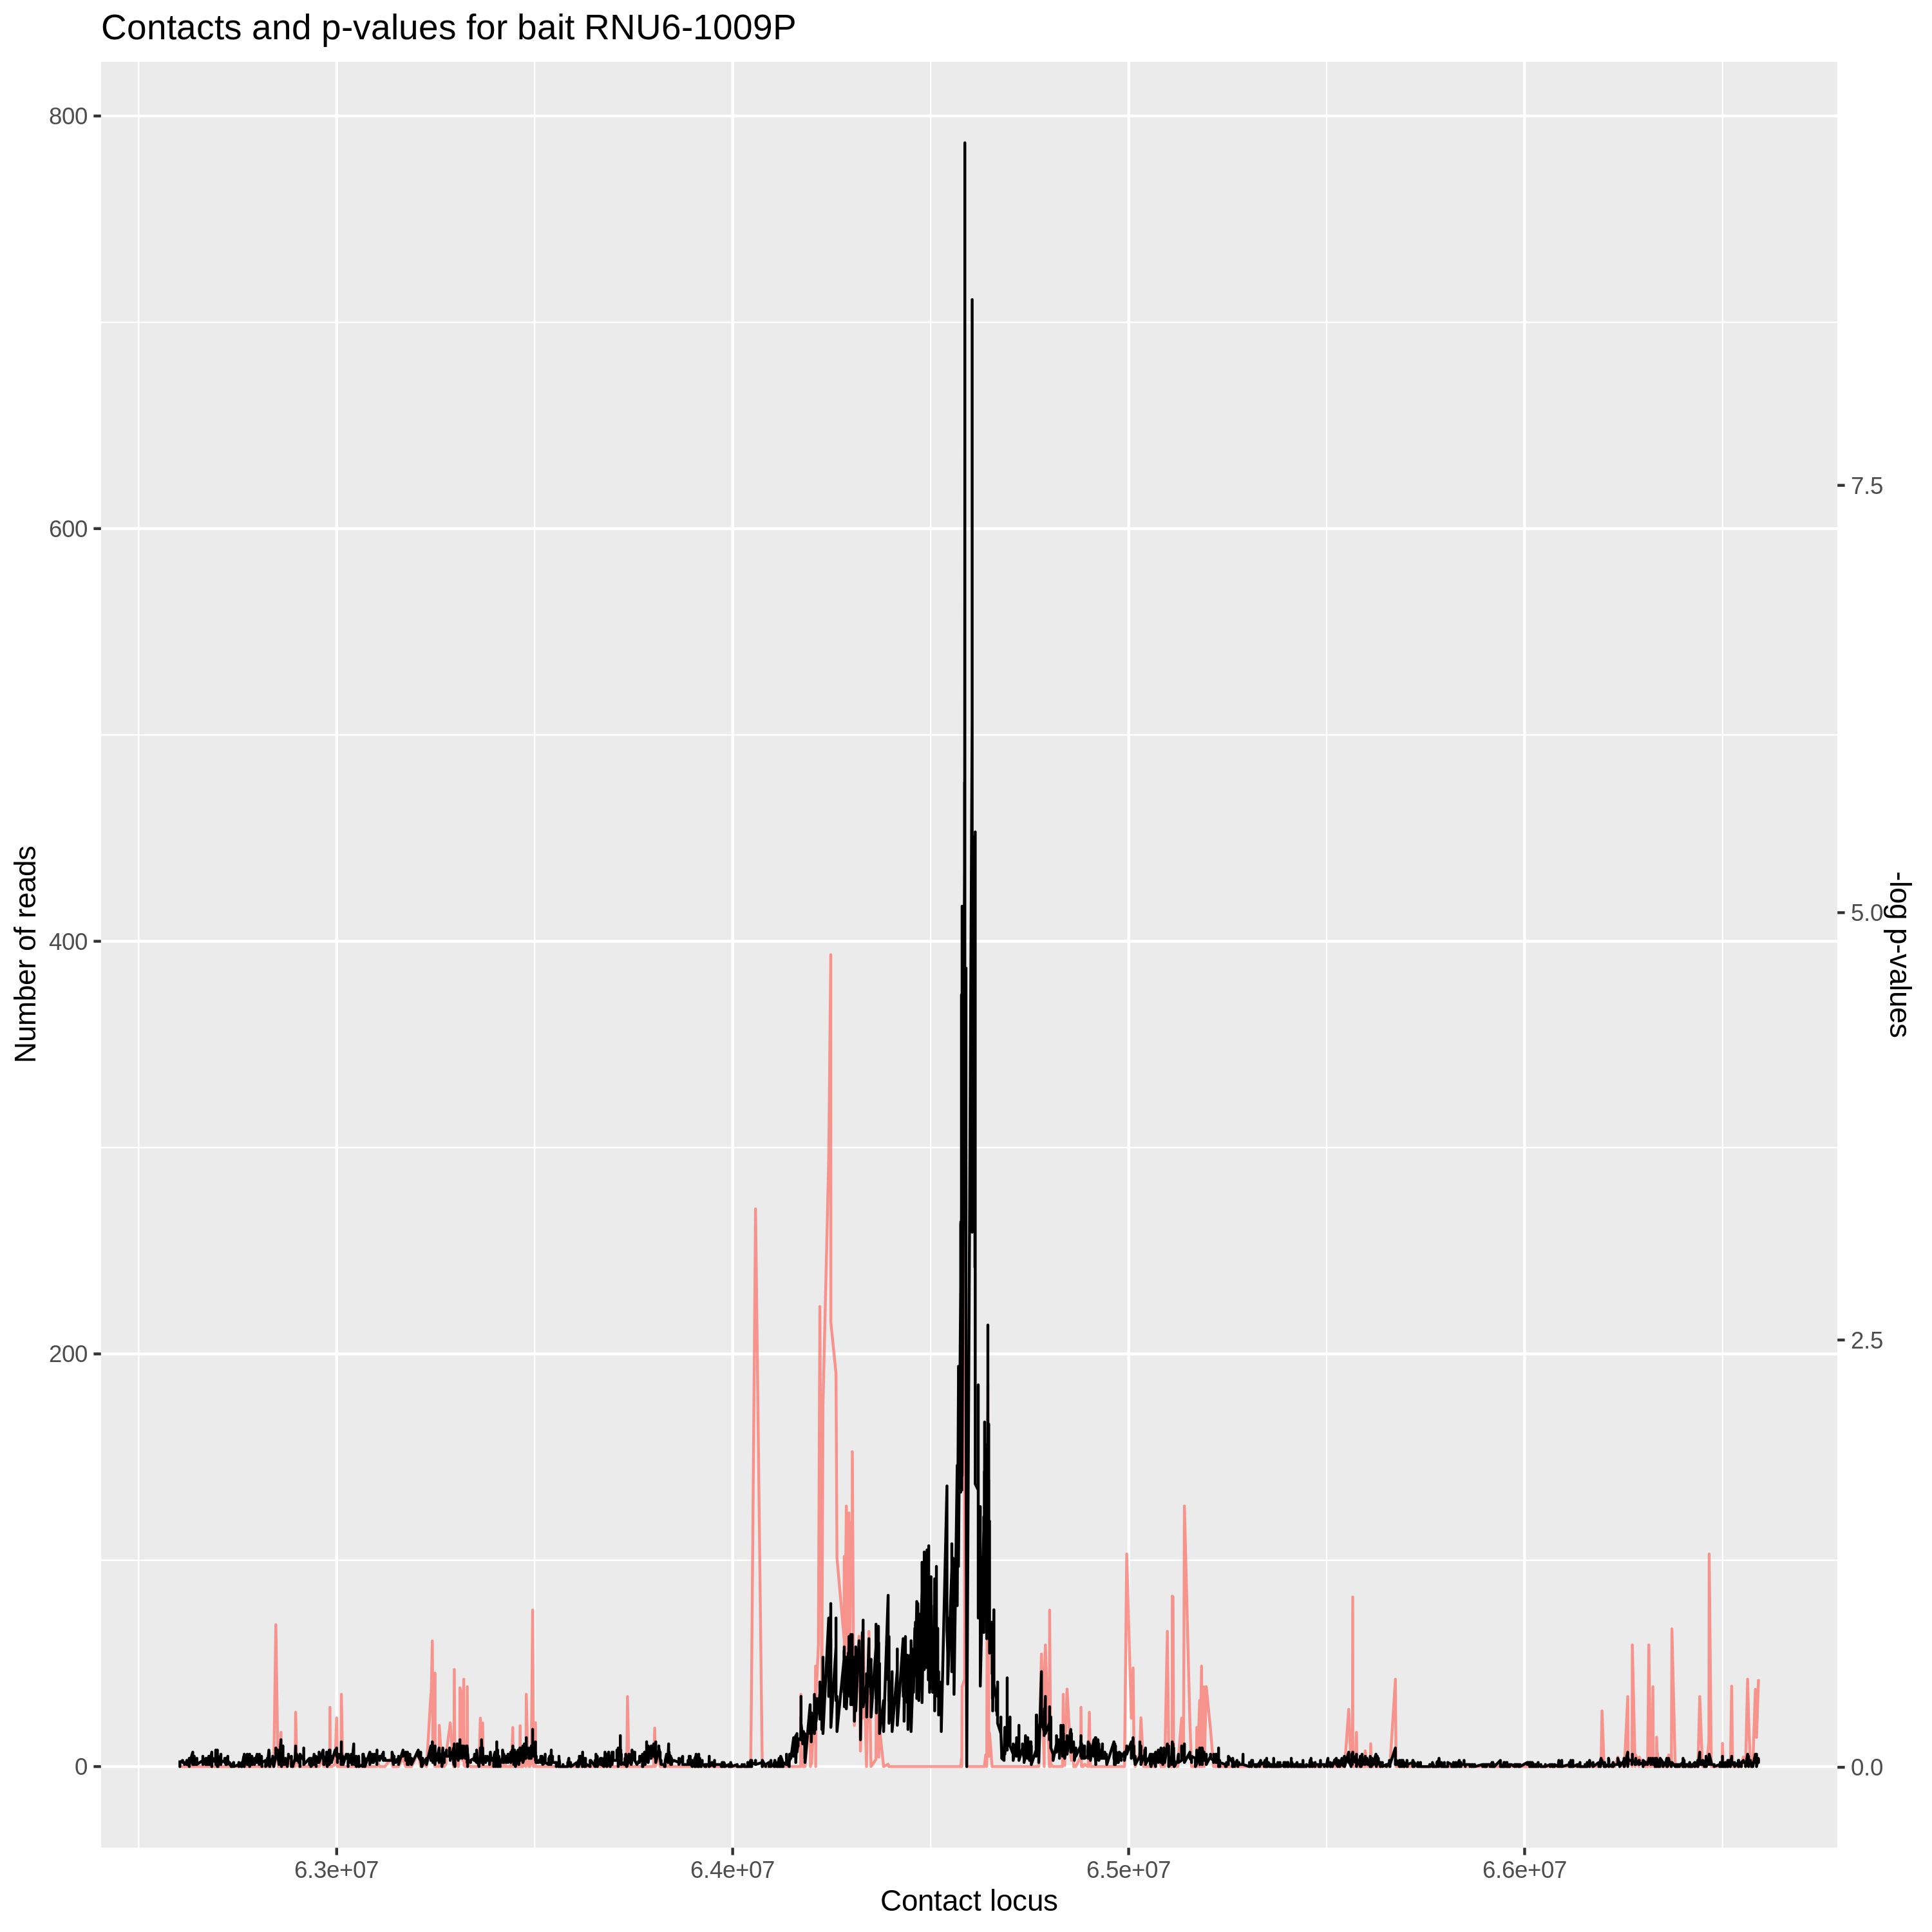 Contacts and p-values for bait RNU6-1009P
800
600
400
200
0
Number of reads
7.5
5.0
2.5
0.0
-log p-values
6.3e+07
6.4e+07
6.5e+07
6.6e+07
Contact locus